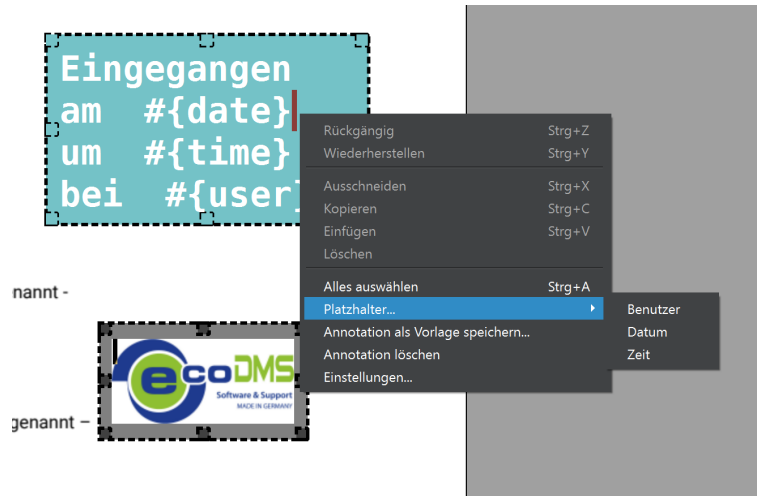 Eingegangen
am #{date}
um #{time}
bei #{user
Rückgängig Strg+Z
Wiederherstellen Strg+Y
Ausschneiden Strg+X
Kopieren Strg+C
Einfügen Strg+V
Löschen
Alles auswählen Strg+A
Platzhalter...
Annotation als Vorlage speichern...
Annotation löschen
Einstellungen...
Benutzer
Datum
Zeit
nannt -
ecoDMS
Software & Support
MADE IN GERMANY
genannt –